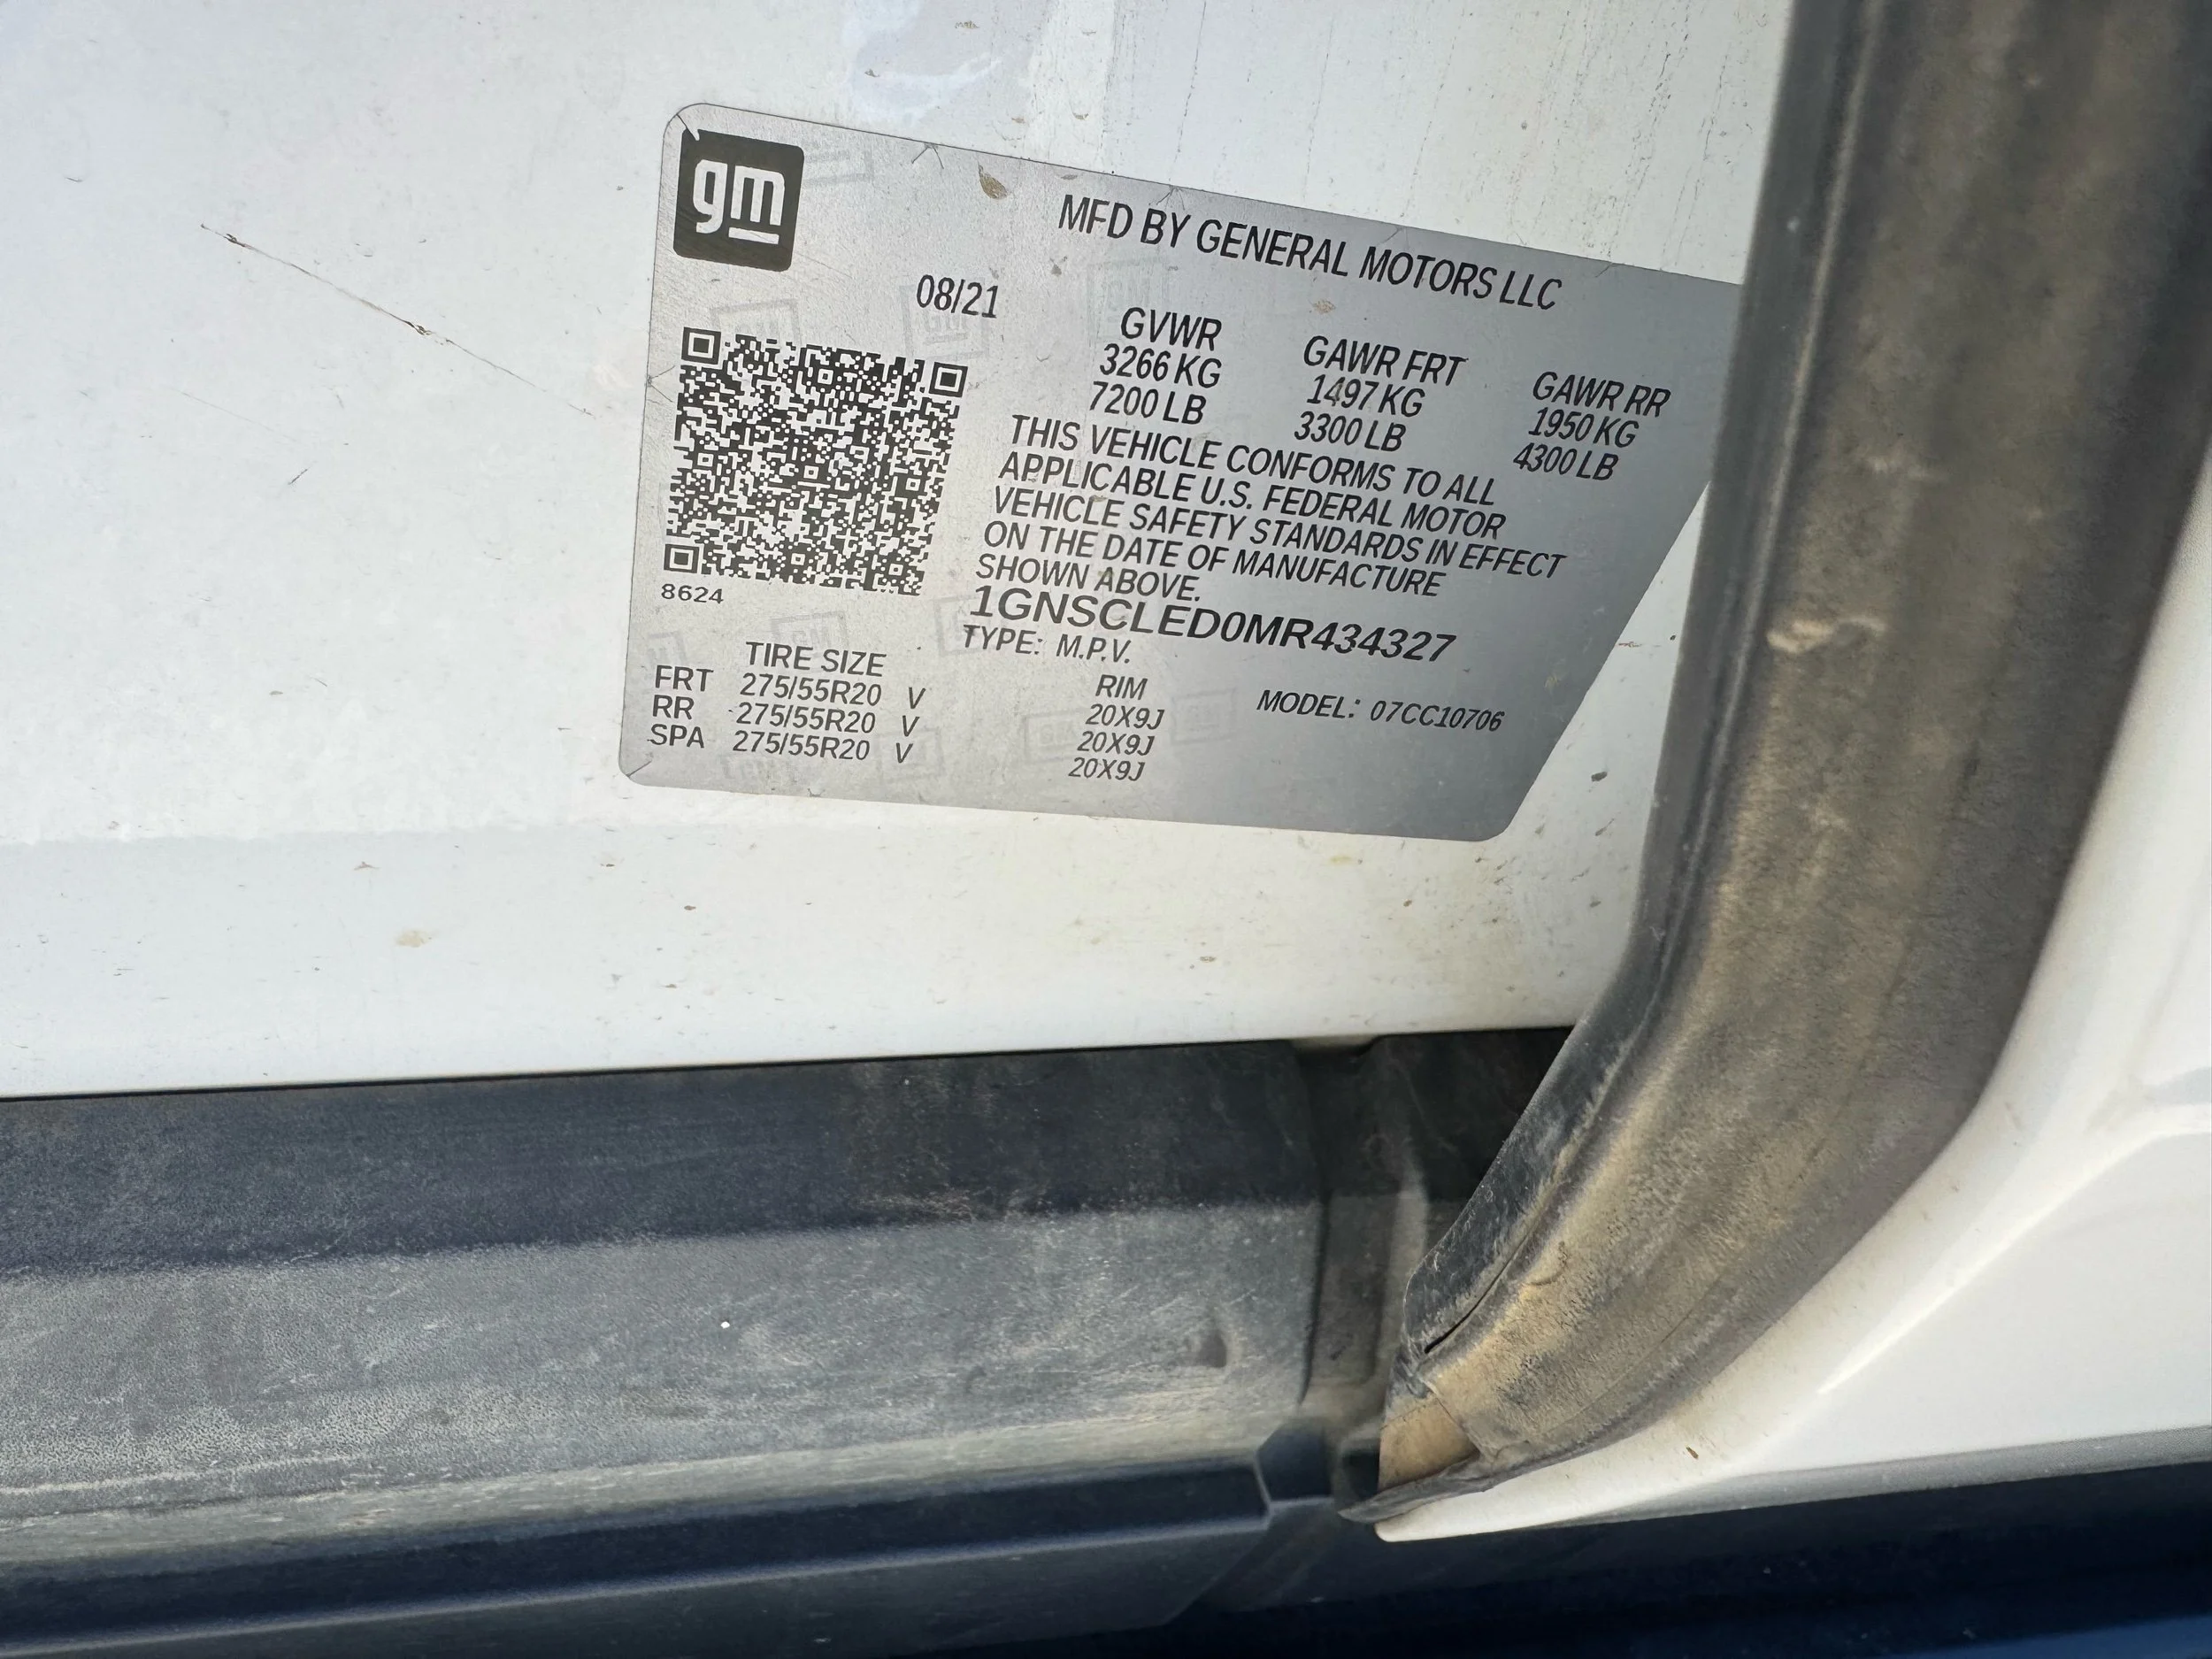 gm
MFD BY GENERAL MOTORS LLC
08/21
GVWR GAWR FRT GAWR RR
3266 KG 1497 KG 1950 KG
7200 LB 3300 LB 4300 LB
THIS VEHICLE CONFORMS TO ALL
APPLICABLE U.S. FEDERAL MOTOR
VEHICLE SAFETY STANDARDS IN EFFECT
ON THE DATE OF MANUFACTURE
SHOWN ABOVE.
8624
1GNSCLED0MR434327
TYPE: M.P.V.
TIRE SIZE RIM MODEL: 07CC10706
FRT 275/55R20 V 20X9J
RR 275/55R20 V 20X9J
SPA 275/55R20 V 20X9J